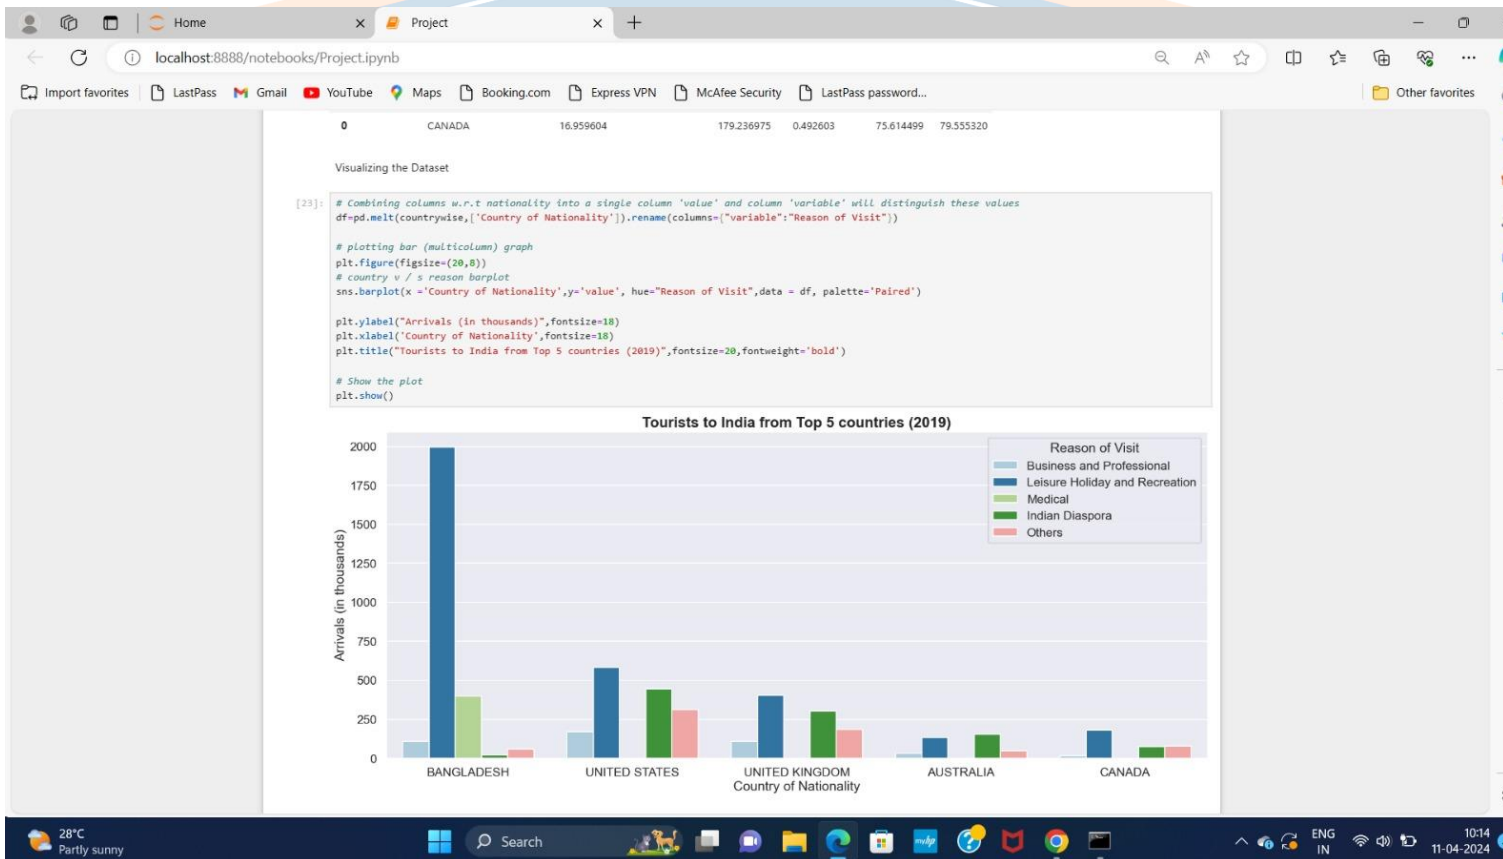 Home
Project
localhost:8888/notebooks/Project.ipynb
Import favorites LastPass Gmail YouTube Maps Booking.com Express VPN McAfee Security LastPass password... Other favorites
0 CANADA 16.959604 179.236975 0.492603 75.614499 79.555320
Visualizing the Dataset
[23]: # Combining columns w.r.t nationality into a single column 'value' and column 'variable' will distinguish these values
df=pd.melt(countrywise,['Country of Nationality']).rename(columns={"variable":"Reason of Visit"})
# plotting bar (multicolumn) graph
plt.figure(figsize=(20,8))
# country v / s reason barplot
sns.barplot(x ='Country of Nationality',y='value', hue="Reason of Visit",data = df, palette='Paired')
plt.ylabel("Arrivals (in thousands)",fontsize=18)
plt.xlabel('Country of Nationality',fontsize=18)
plt.title("Tourists to India from Top 5 countries (2019)",fontsize=20,fontweight='bold')
# Show the plot
plt.show()
Tourists to India from Top 5 countries (2019)
Reason of Visit
Business and Professional
Leisure Holiday and Recreation
Medical
Indian Diaspora
Others
Arrivals (in thousands)
2000
1750
1500
1250
1000
750
500
250
0
BANGLADESH UNITED STATES UNITED KINGDOM AUSTRALIA CANADA
Country of Nationality
28°C
Partly sunny
Search
myhp
ENG
IN
10:14
11-04-2024